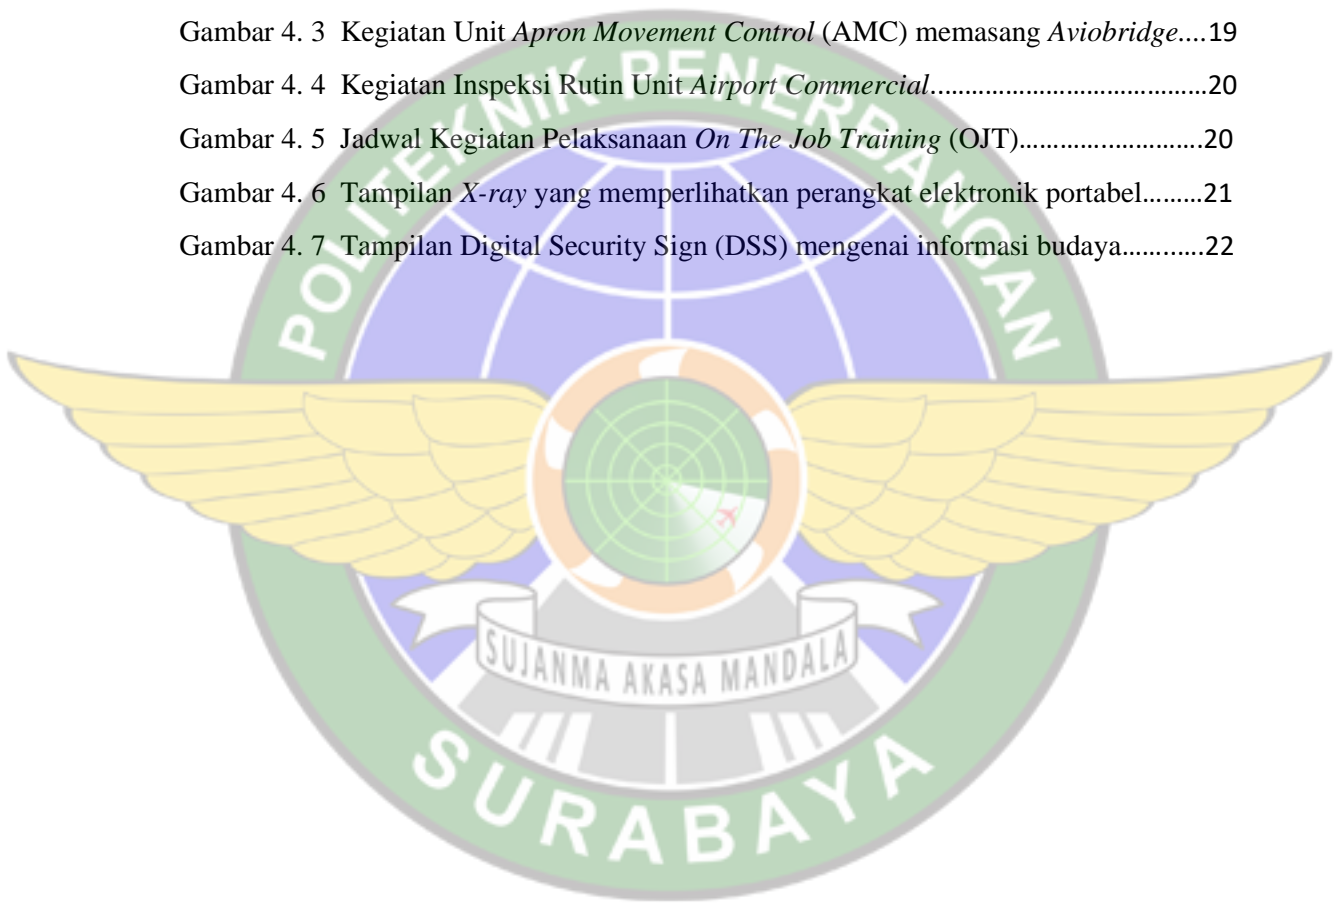 Gambar 4. 3 Kegiatan Unit Apron Movement Control (AMC) memasang Aviobridge....19
Gambar 4. 4 Kegiatan Inspeksi Rutin Unit Airport Commercial..........................................20
Gambar 4. 5 Jadwal Kegiatan Pelaksanaan On The Job Training (OJT)............................20
Gambar 4. 6 Tampilan X-ray yang memperlihatkan perangkat elektronik portabel.........21
Gambar 4. 7 Tampilan Digital Security Sign (DSS) mengenai informasi budaya............22
POLITEKNIK PENERBANGAN
SUJANMA AKASA MANDALA
SURABAYA